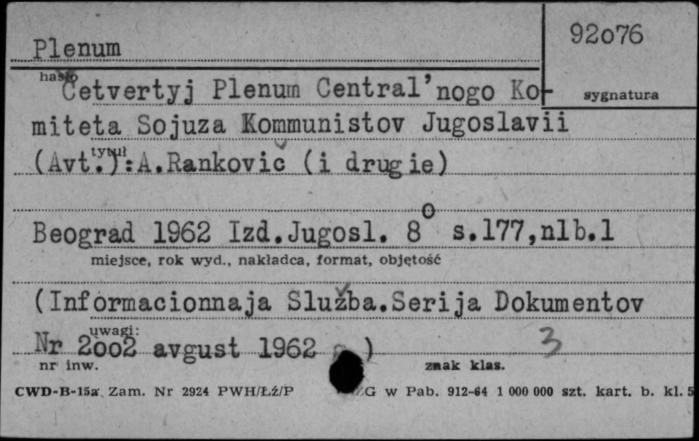 Plenum
92o76
hasło
sygnatura
Četvertyj Plenum Central'nogo Ko-
miteta Sojuza Kommunistov Jugoslavii
tytuł
(Avt.):A.Ranković (i drugie)
Beograd 1962 Izd.Jugosl. 8° s.177,nlb.1
miejsce, rok wyd., nakładca, format, objętość
(Informacionnaja Služba.Serija Dokumentov
uwagi:
Nr 2oo2 avgust 1962 )
3
nr inw.
znak klas.
CWD-B-15a Zam. Nr 2924 PWH/Łż/P G w Pab. 912-64 1 000 000 szt. kart. b. kl. 5